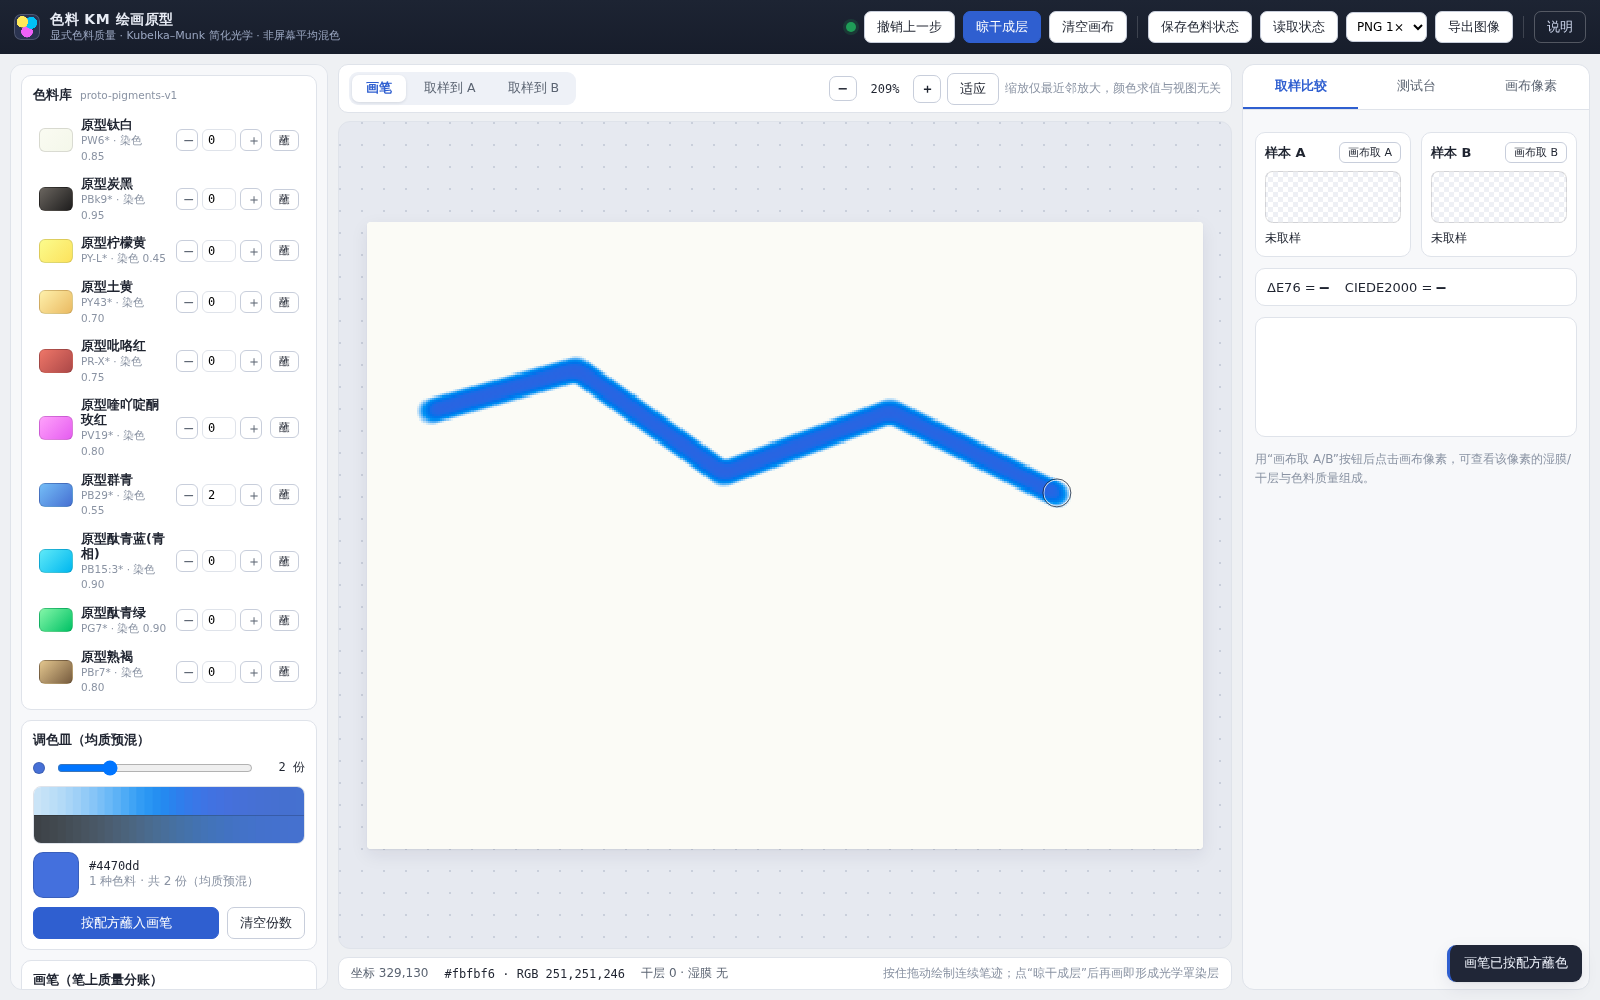 色料 KM 绘画原型
显式色料质量 · Kubelka–Munk 简化光学 · 非屏幕平均混色
撤销上一步
晾干成层
清空画布
保存色料状态
读取状态
PNG 1×
导出图像
说明
色料库 proto-pigments-v1
原型钛白
PW6* · 染色
0.85
− 0 + 蘸
原型炭黑
PBk9* · 染色
0.95
− 0 + 蘸
原型柠檬黄
PY-L* · 染色 0.45
− 0 + 蘸
原型土黄
PY43* · 染色
0.70
− 0 + 蘸
原型吡咯红
PR-X* · 染色
0.75
− 0 + 蘸
原型喹吖啶酮
玫红
PV19* · 染色
0.80
− 0 + 蘸
原型群青
PB29* · 染色
0.55
− 2 + 蘸
原型酞青蓝(青
相)
PB15:3* · 染色
0.90
− 0 + 蘸
原型酞青绿
PG7* · 染色 0.90
− 0 + 蘸
原型熟褐
PBr7* · 染色
0.80
− 0 + 蘸
调色皿（均质预混）
2 份
#4470dd
1 种色料 · 共 2 份（均质预混）
按配方蘸入画笔
清空份数
画笔（笔上质量分账）
画笔
取样到 A
取样到 B
− 209% +
适应
缩放仅最近邻放大，颜色求值与视图无关
坐标 329,130 #fbfbf6 · RGB 251,251,246 干层 0 · 湿膜 无
按住拖动绘制连续笔迹；点“晾干成层”后再画即形成光学罩染层
取样比较
测试台
画布像素
样本 A
画布取 A
未取样
样本 B
画布取 B
未取样
ΔE76 = — CIEDE2000 = —
用“画布取 A/B”按钮后点击画布像素，可查看该像素的湿膜/
干层与色料质量组成。
画笔已按配方蘸色